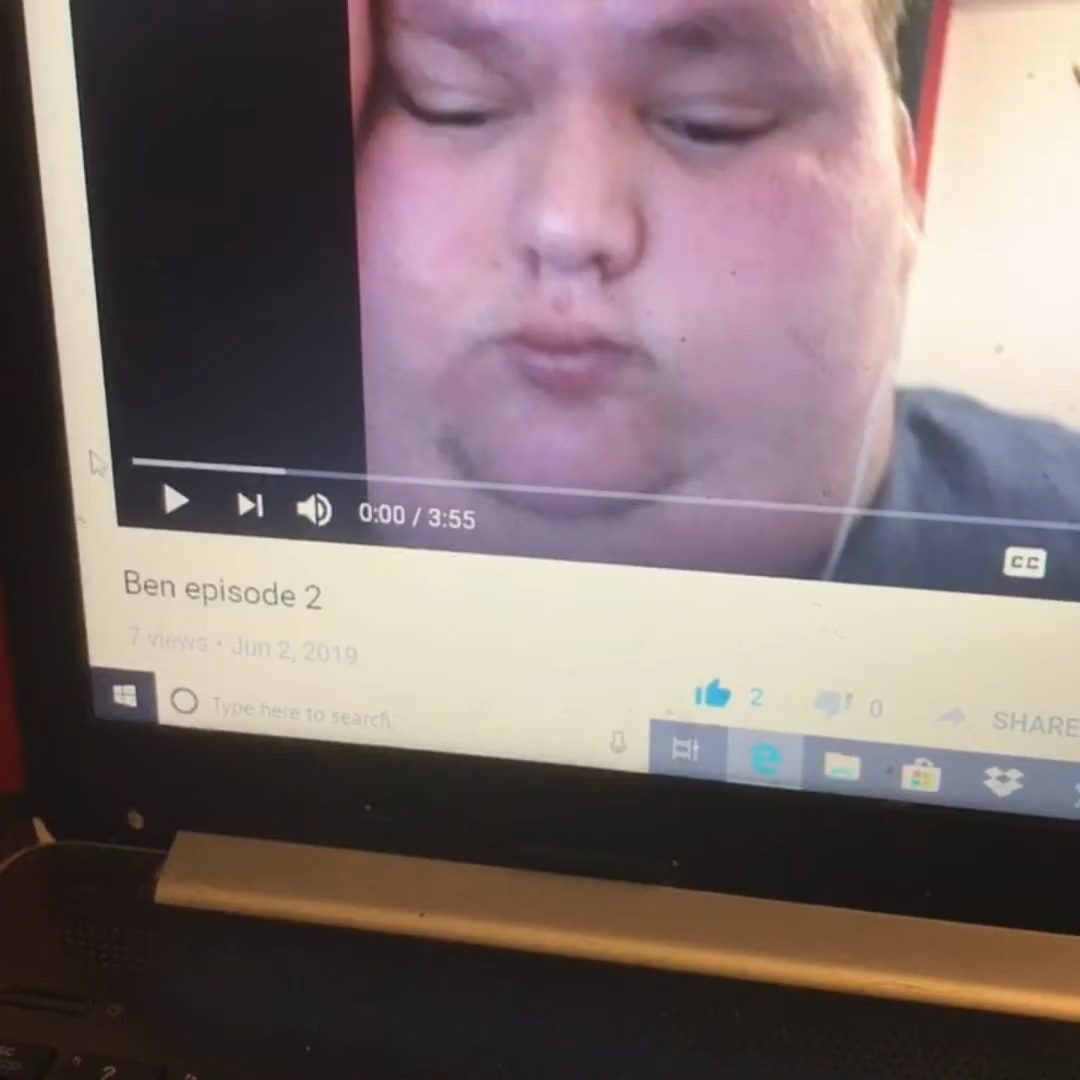 0:00 / 3:55
CC
Ben episode 2
7 views • Jun 2, 2019
2
0
SHARE
Type here to search